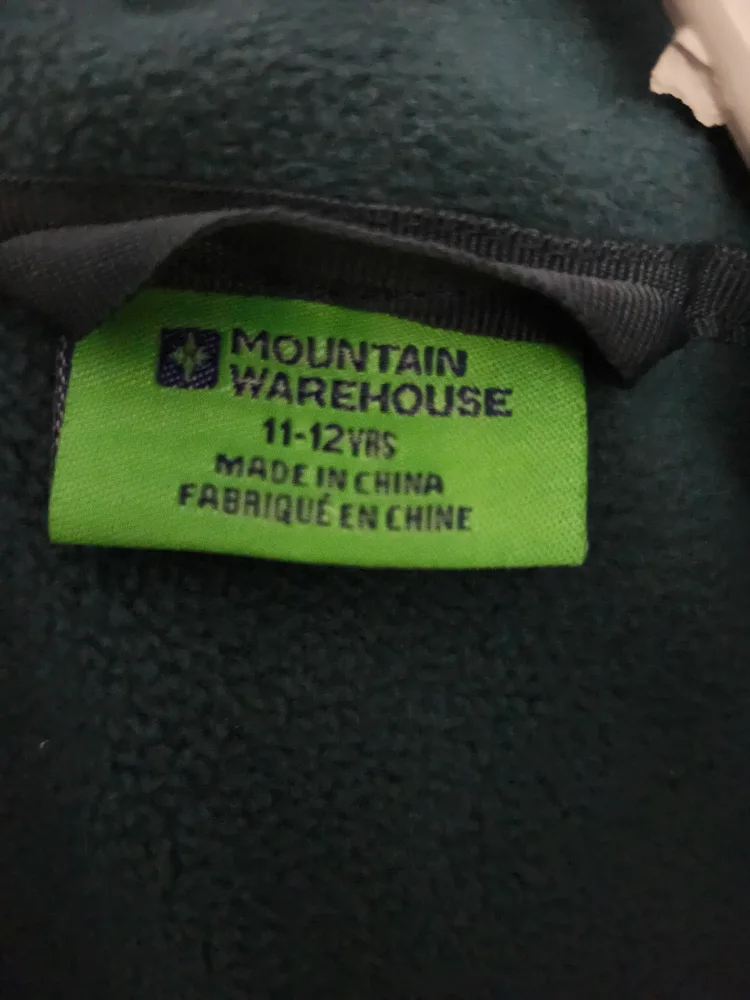 MOUNTAIN
WAREHOUSE
11-12YRS
MADE IN CHINA
FABRIQUÉ EN CHINE